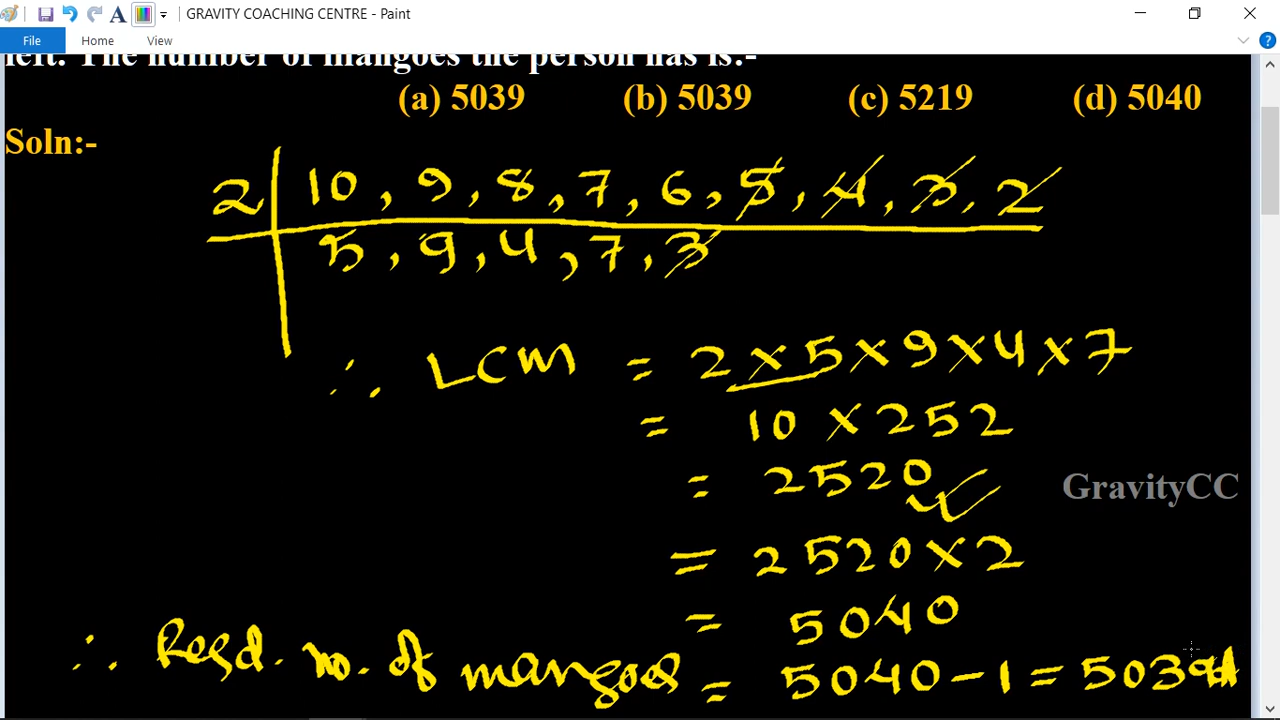 GRAVITY COACHING CENTRE - Paint
File Home View
left. The number of mangoes the person has is:-
(a) 5039 (b) 5039 (c) 5219 (d) 5040
Soln:-
2 | 10, 9, 8, 7, 6, 5, 4, 3, 2
5, 9, 4, 7, 3
∴ LCM = 2 × 5 × 9 × 4 × 7
= 10 × 252
= 2520
GravityCC
= 2520 × 2
= 5040
∴ Reqd. no. of mangoes = 5040 - 1 = 5039